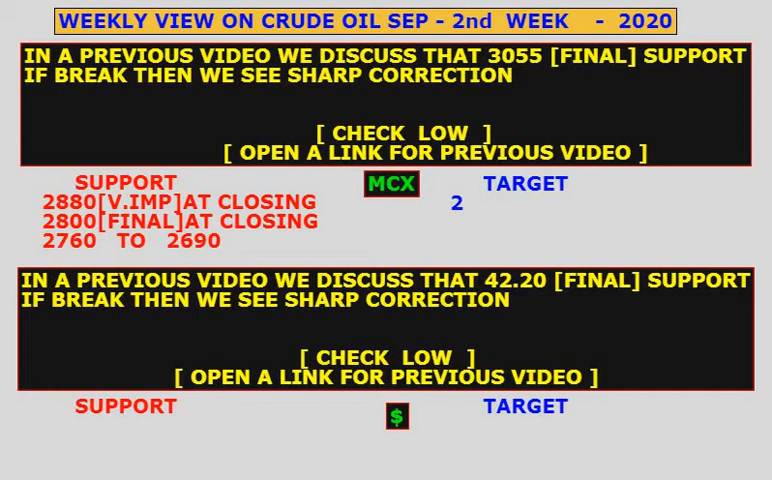 WEEKLY VIEW ON CRUDE OIL SEP - 2nd WEEK - 2020
IN A PREVIOUS VIDEO WE DISCUSS THAT 3055 [FINAL] SUPPORT
IF BREAK THEN WE SEE SHARP CORRECTION
[ CHECK LOW ]
[ OPEN A LINK FOR PREVIOUS VIDEO ]
SUPPORT MCX TARGET
2880[V.IMP]AT CLOSING 2
2800[FINAL]AT CLOSING
2760 TO 2690
IN A PREVIOUS VIDEO WE DISCUSS THAT 42.20 [FINAL] SUPPORT
IF BREAK THEN WE SEE SHARP CORRECTION
[ CHECK LOW ]
[ OPEN A LINK FOR PREVIOUS VIDEO ]
SUPPORT $ TARGET